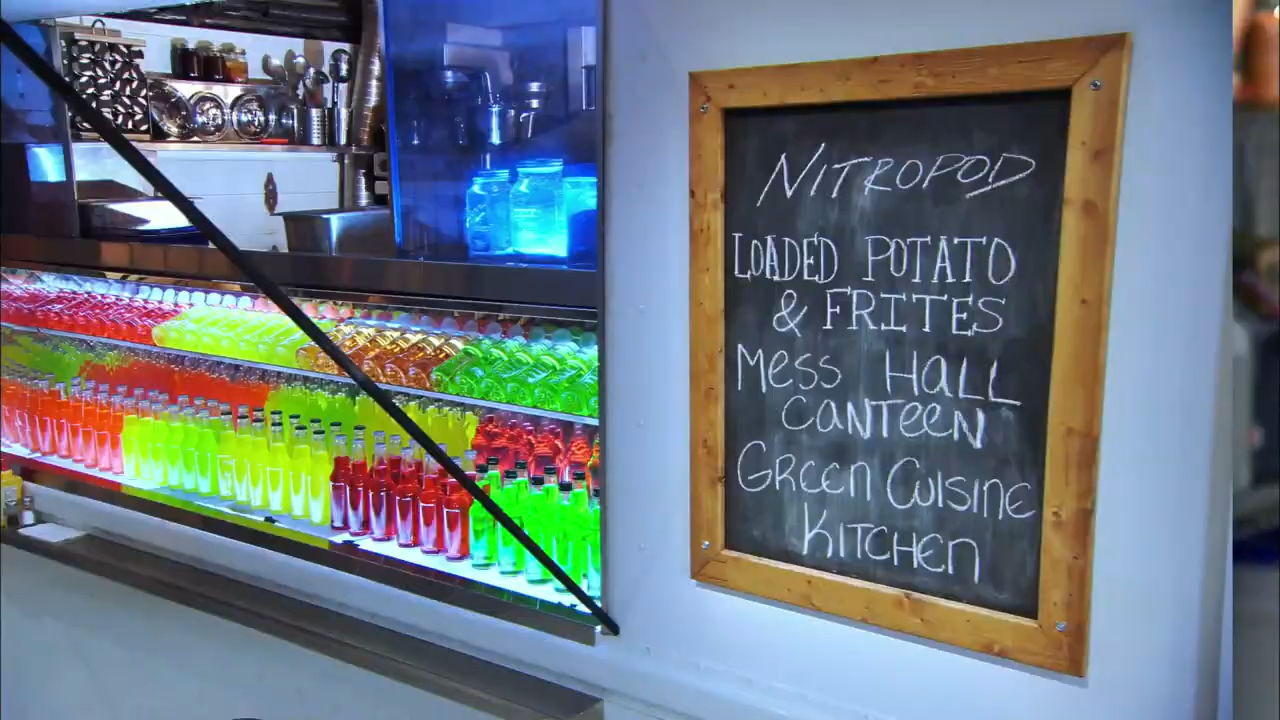 NITROPOD
LOADED POTATO
& FRITES
Mess HALL
CANTeeN
GReen CuisiNe
KiTCHEN